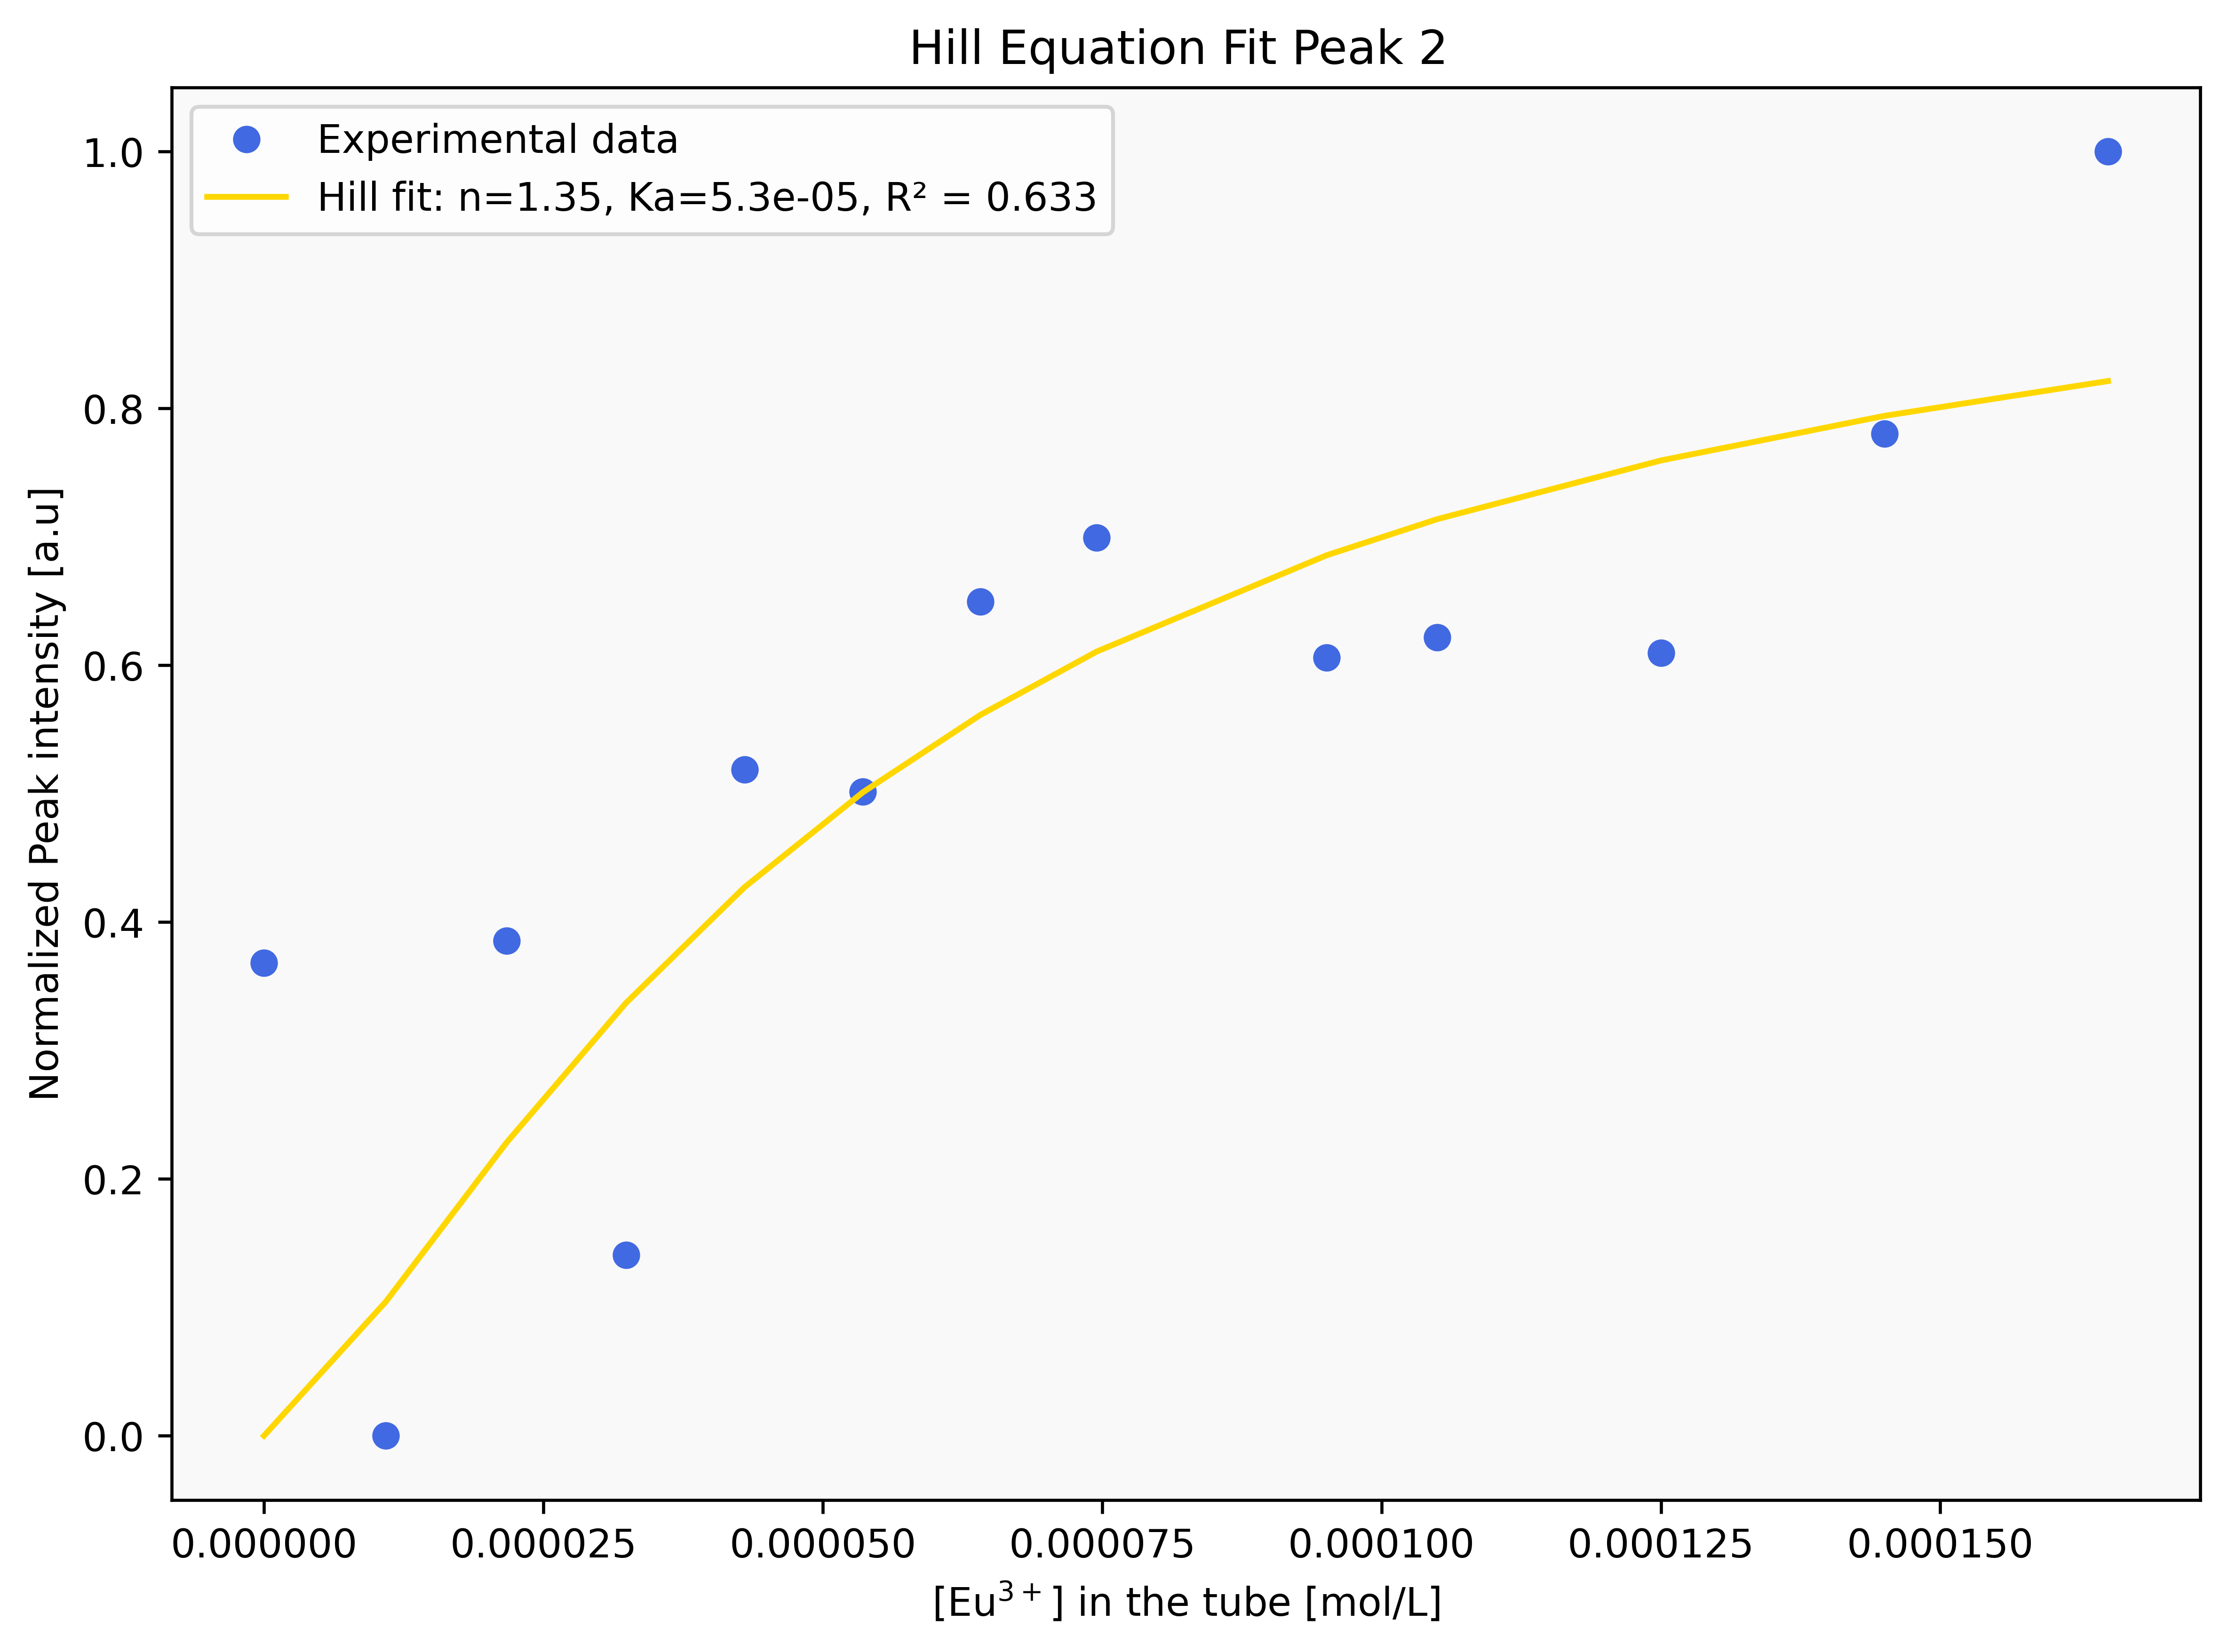 Hill Equation Fit Peak 2
Experimental data
Hill fit: n=1.35, Ka=5.3e-05, R² = 0.633
Normalized Peak intensity [a.u]
1.0
0.8
0.6
0.4
0.2
0.0
0.000000 0.000025 0.000050 0.000075 0.000100 0.000125 0.000150
[Eu³⁺] in the tube [mol/L]